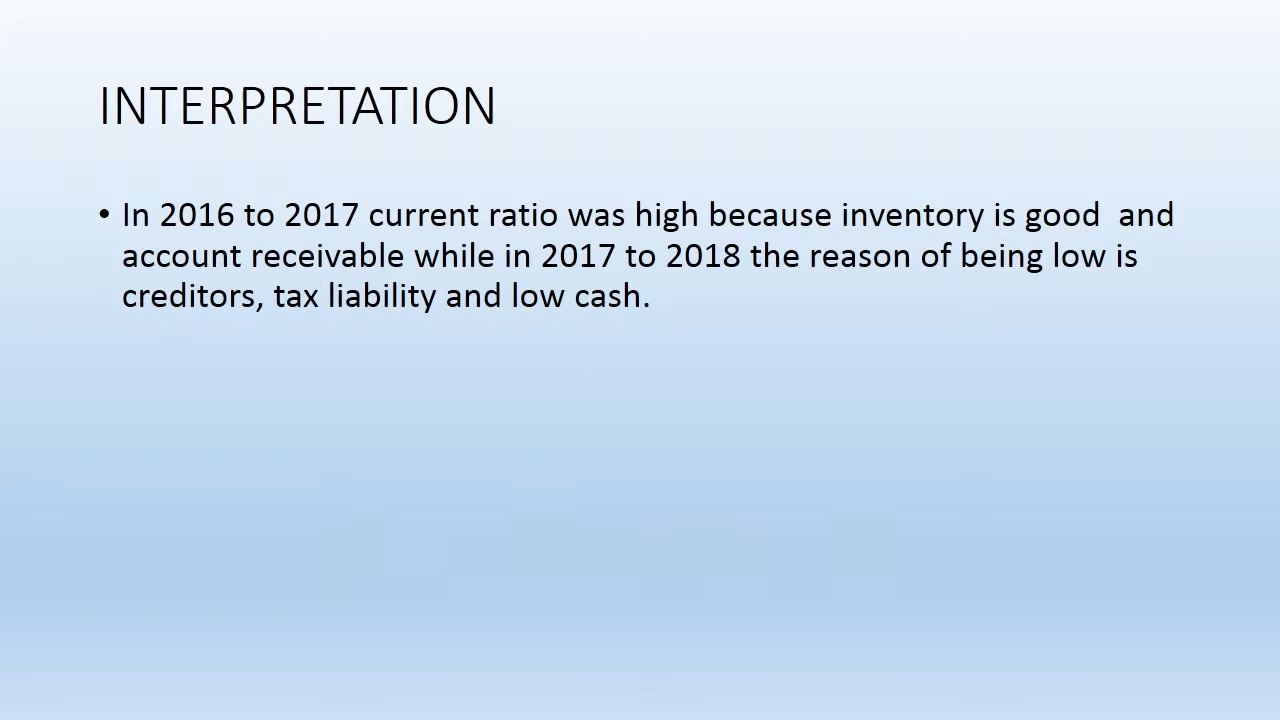 INTERPRETATION
• In 2016 to 2017 current ratio was high because inventory is good  and
account receivable while in 2017 to 2018 the reason of being low is
creditors, tax liability and low cash.